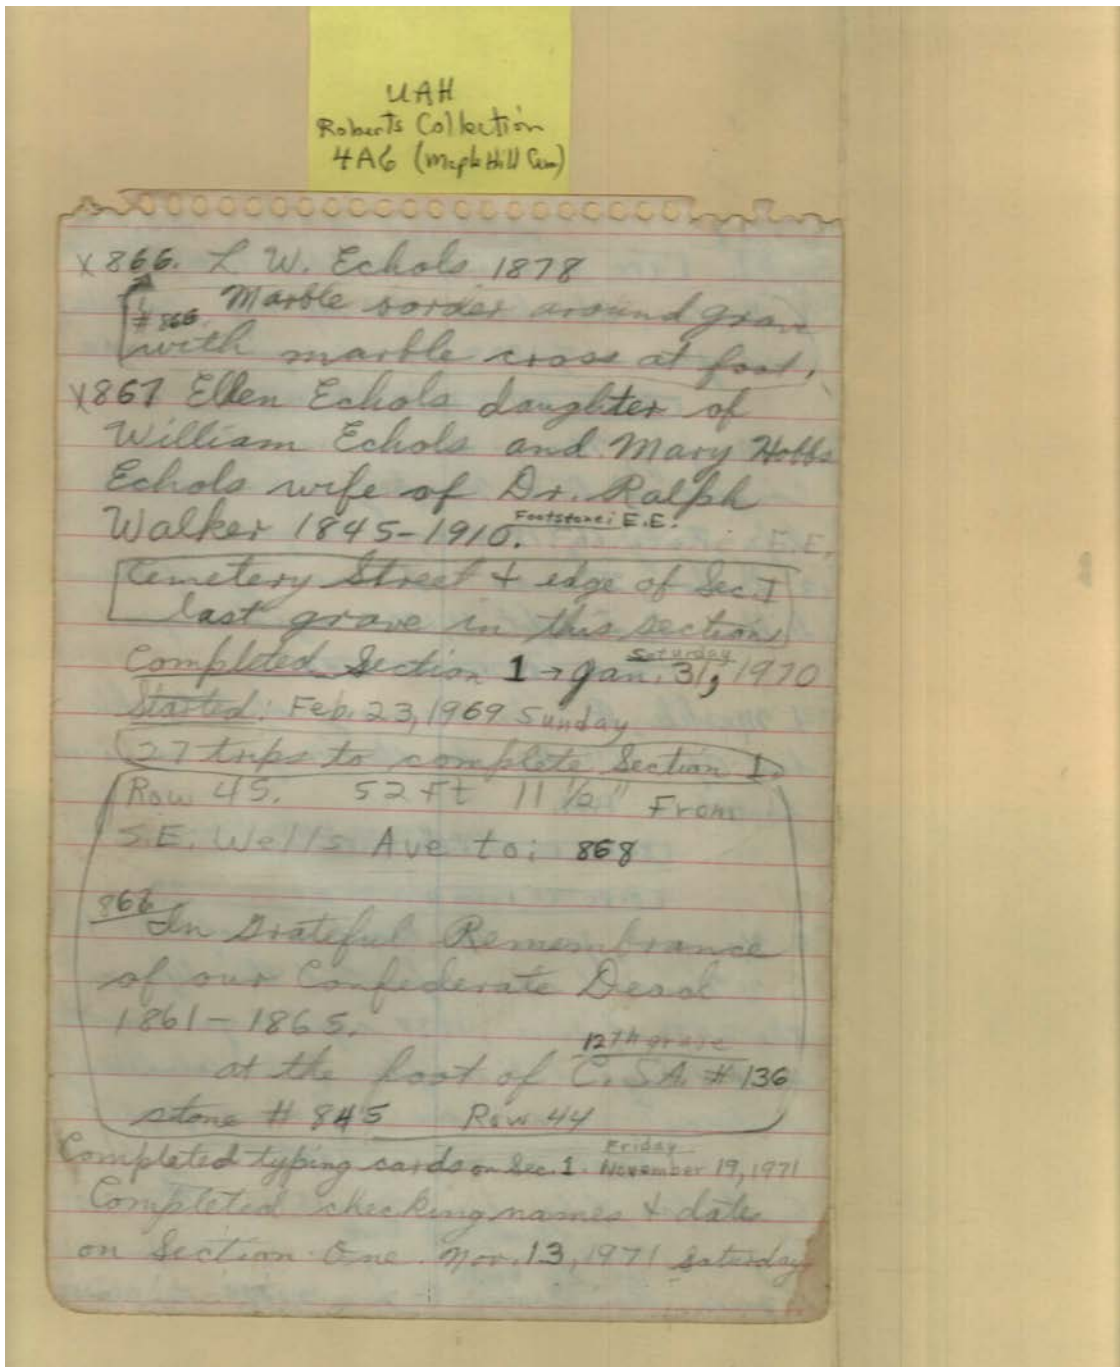 UAH
Roberts Collection
4A6 (Maple Hill Cem)
X 866. L W. Echols 1878
# 866. Marble border around grave
with marble cross at foot.
X 867 Ellen Echols daughter of
William Echols and Mary Hobbs
Echols wife of Dr. Ralph
Walker 1845-1910. Footstone: E.E.
E.E.
Cemetery Street + edge of Sec. I
last grave in this section
Completed Section 1 → Jan. 31, 1970 Saturday
Started: Feb. 23, 1969 Sunday
27 trips to complete Section I.
Row 45. 52 Ft 11 1/2" From
S.E. Wells Ave to: 868
868
In Grateful Remembrance
of our Confederate Dead
1861-1865.
12th grave
at the foot of C.S.A. # 136
stone # 845 Row 44
Friday
Completed typing cards on Sec. 1. November 19, 1971
Completed checking names + dates
on Section One. Nov. 13, 1971 Saturday